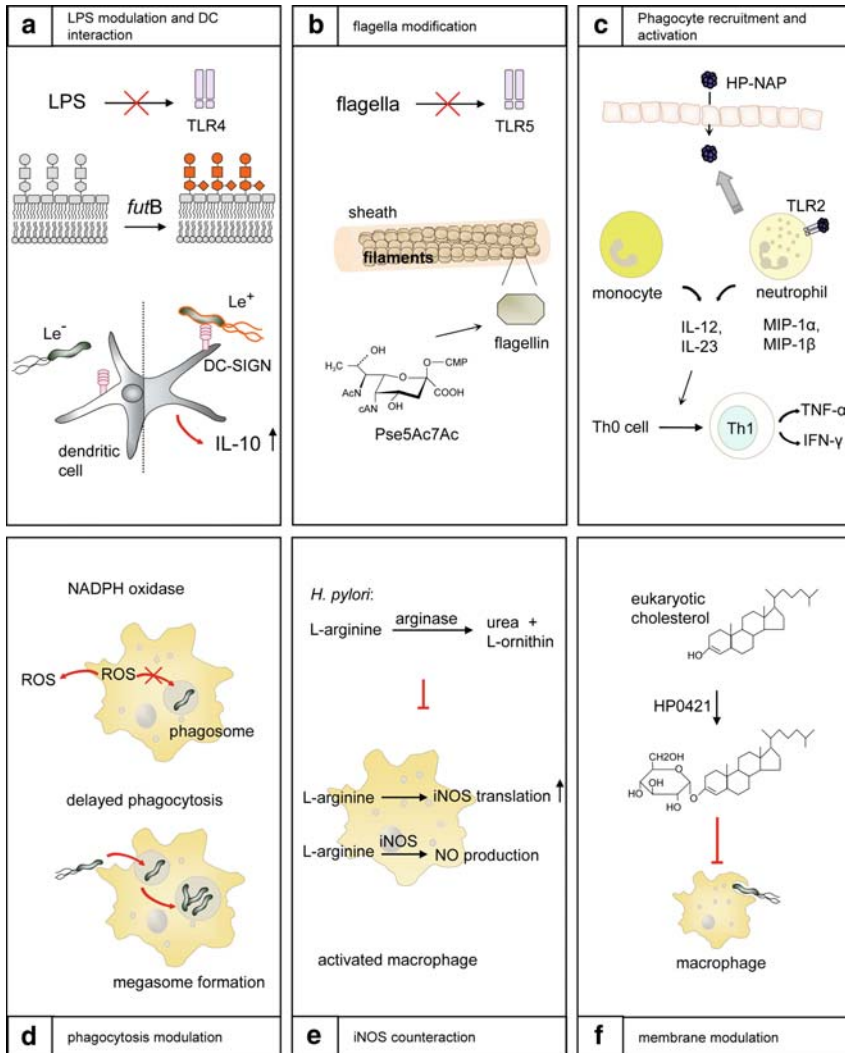 a
LPS modulation and DC
interaction
LPS
TLR4
futB
Le⁻
Le⁺
DC-SIGN
dendritic
cell
IL-10
b
flagella modification
flagella
TLR5
sheath
filaments
flagellin
OH
H₃C
O
CMP
O
AcN
COOH
cAN
OH
Pse5Ac7Ac
c
Phagocyte recruitment and
activation
HP-NAP
TLR2
monocyte
neutrophil
IL-12,
IL-23
MIP-1α,
MIP-1β
Th0 cell
Th1
TNF-α
IFN-γ
NADPH oxidase
ROS
ROS
phagosome
delayed phagocytosis
megasome formation
d
phagocytosis modulation
H. pylori:
L-arginine
arginase
urea +
L-ornithin
L-arginine
iNOS translation
L-arginine
iNOS
NO production
activated macrophage
e
iNOS counteraction
eukaryotic
cholesterol
HO
HP0421
CH2OH
O
OH
HO
OH
O
macrophage
f
membrane modulation